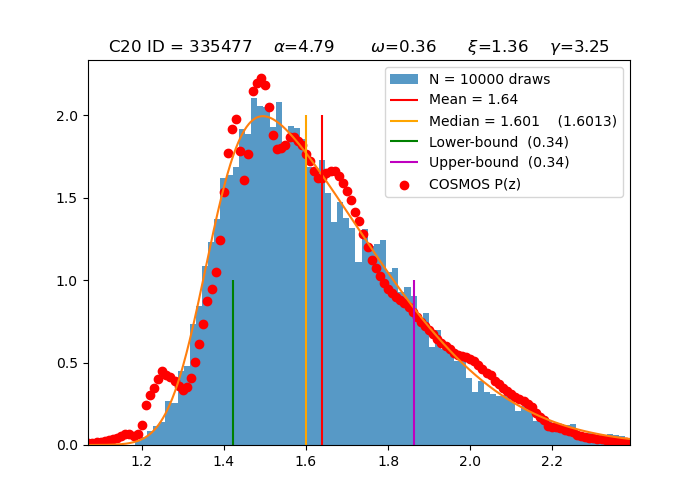 C20 ID = 335477 α=4.79 ω=0.36 ξ=1.36 γ=3.25
N = 10000 draws
Mean = 1.64
Median = 1.601 (1.6013)
Lower-bound (0.34)
Upper-bound (0.34)
COSMOS P(z)
2.0
1.5
1.0
0.5
0.0
1.2 1.4 1.6 1.8 2.0 2.2